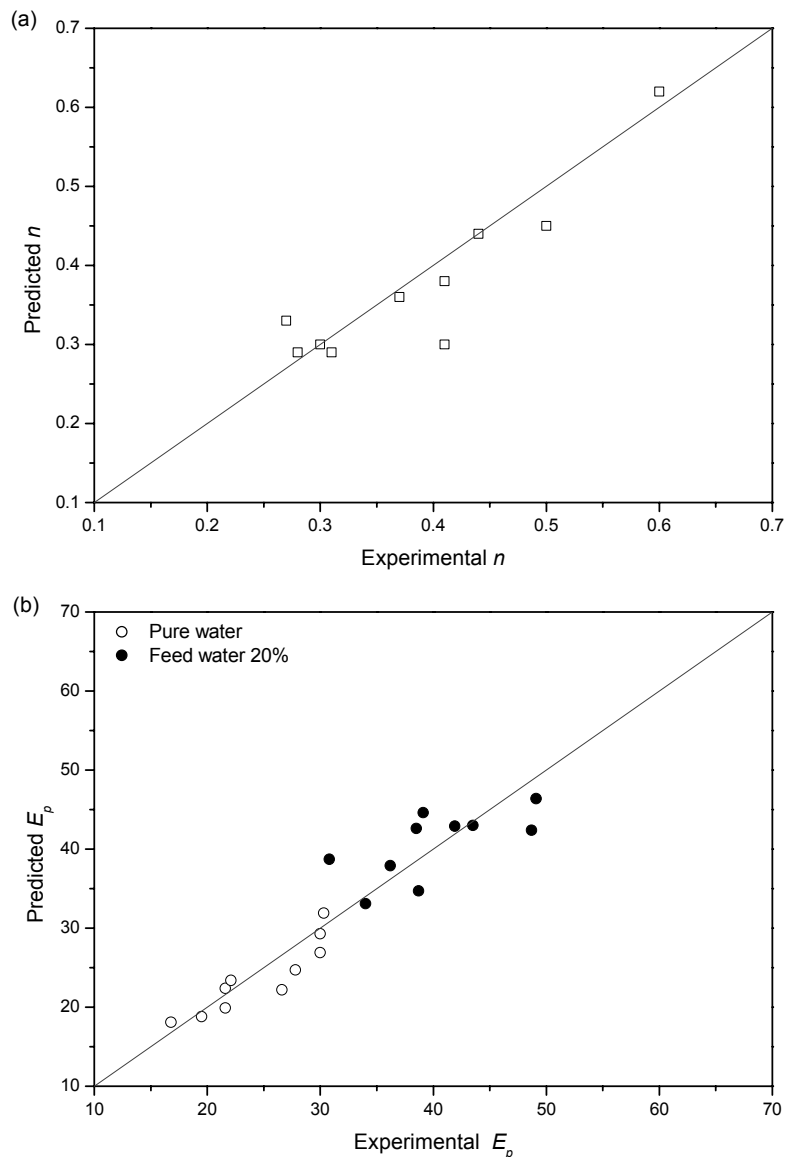 (a)
0.7
0.6
0.5
0.4
0.3
0.2
0.1
Predicted n
0.1 0.2 0.3 0.4 0.5 0.6 0.7
Experimental n
(b)
70
60
50
40
30
20
10
Predicted E_p
Pure water
Feed water 20%
10 20 30 40 50 60 70
Experimental E_p